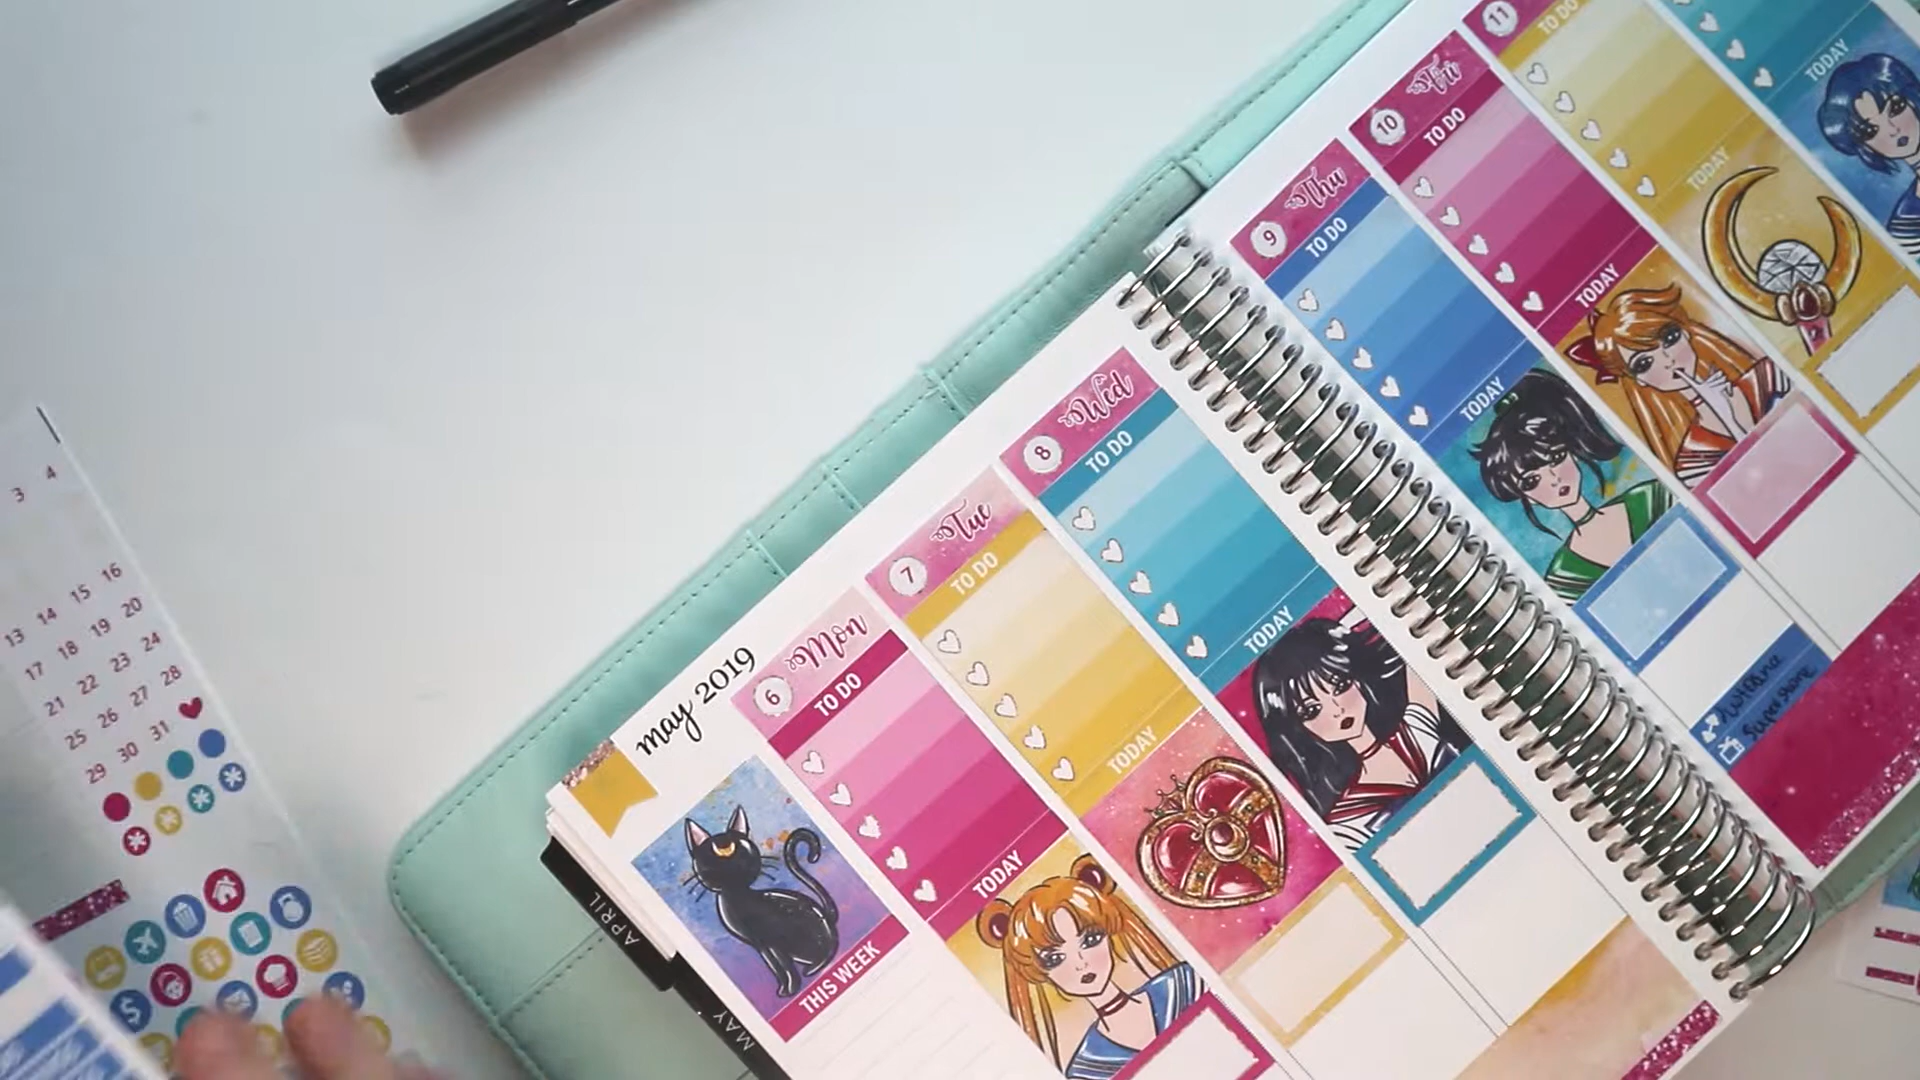 may 2019
APRIL
MAY
THIS WEEK
6 Mon
TO DO
TODAY
7 Tue
TO DO
TODAY
8 Wed
TO DO
TODAY
9 Thu
TO DO
TODAY
10 Fri
TO DO
TODAY
11
TO DO
TODAY
TODAY
3 4
13 14 15 16
17 18 19 20
21 22 23 24
25 26 27 28
29 30 31
$